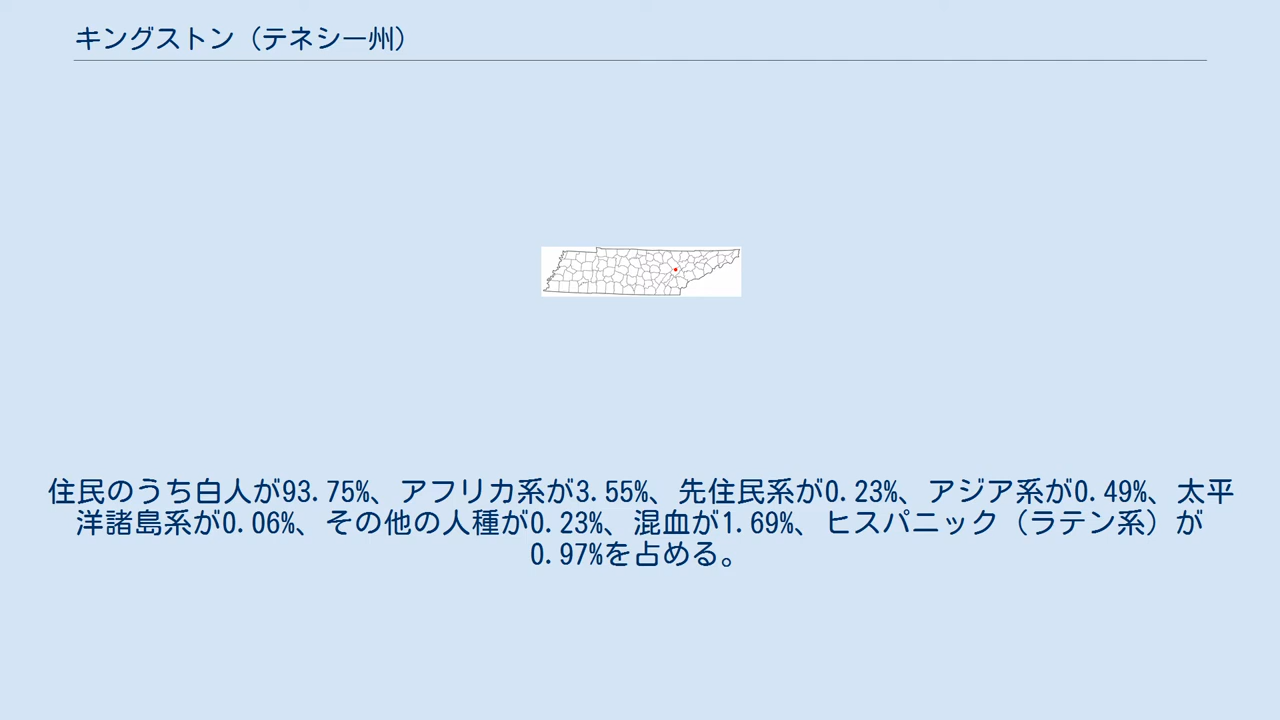 キングストン（テネシー州）
住民のうち白人が93.75%、アフリカ系が3.55%、先住民系が0.23%、アジア系が0.49%、太平
洋諸島系が0.06%、その他の人種が0.23%、混血が1.69%、ヒスパニック（ラテン系）が
0.97%を占める。